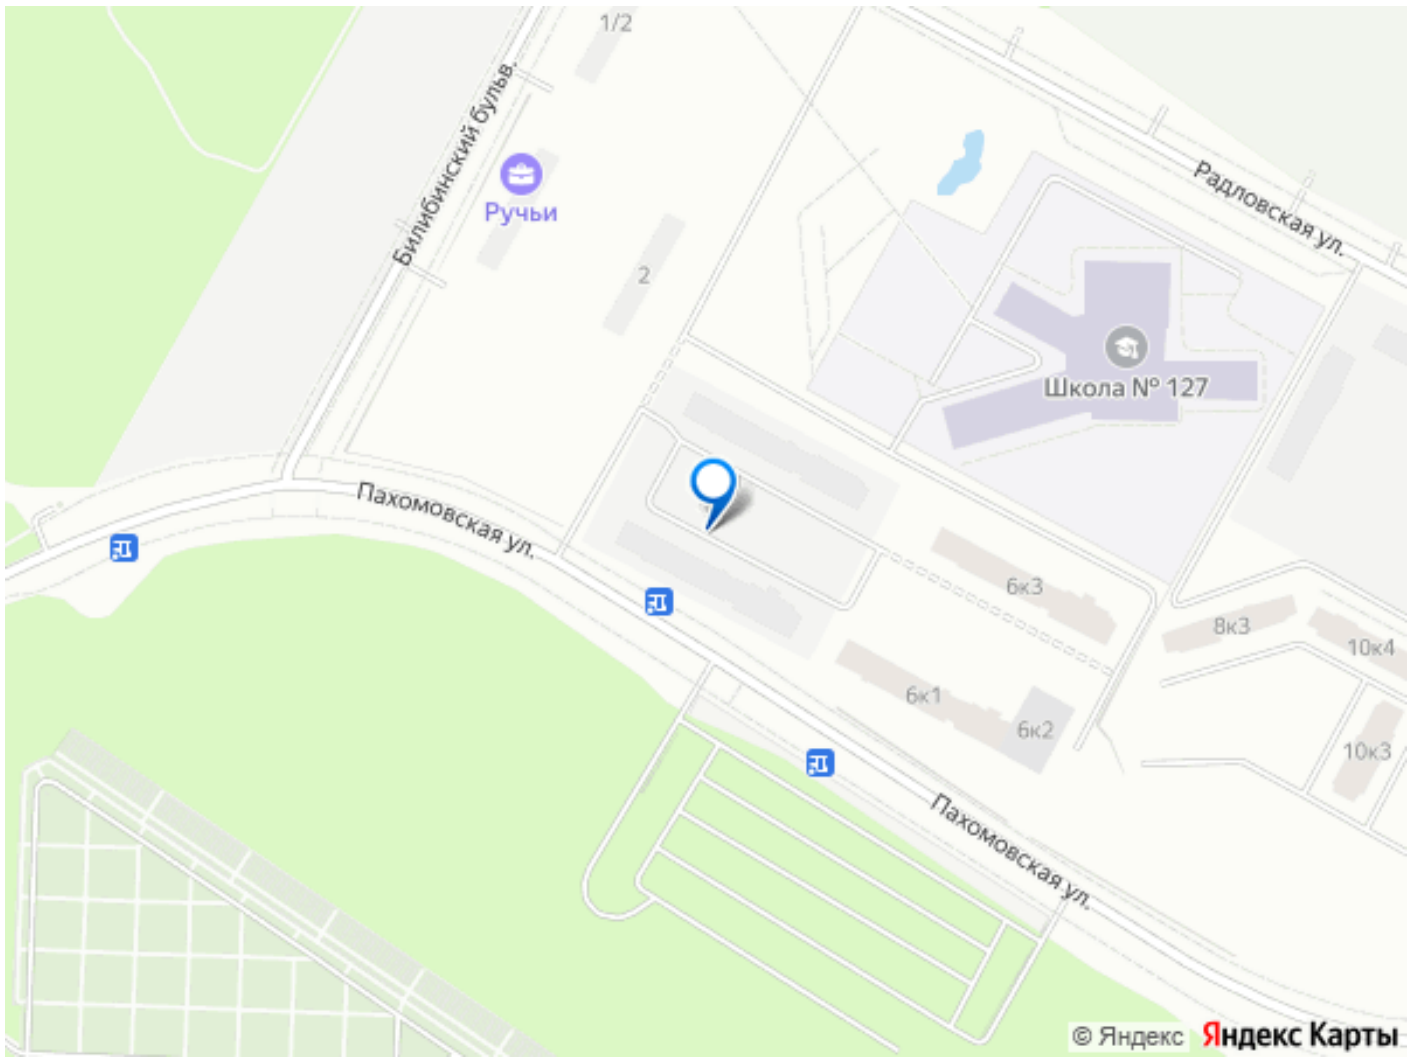 1/2
Билибинский бульв.
Ручьи
2
Радловская ул.
Школа № 127
Пахомовская ул.
6к3
8к3
10к4
6к1
6к2
10к3
Пахомовская ул.
© Яндекс Яндекс Карты